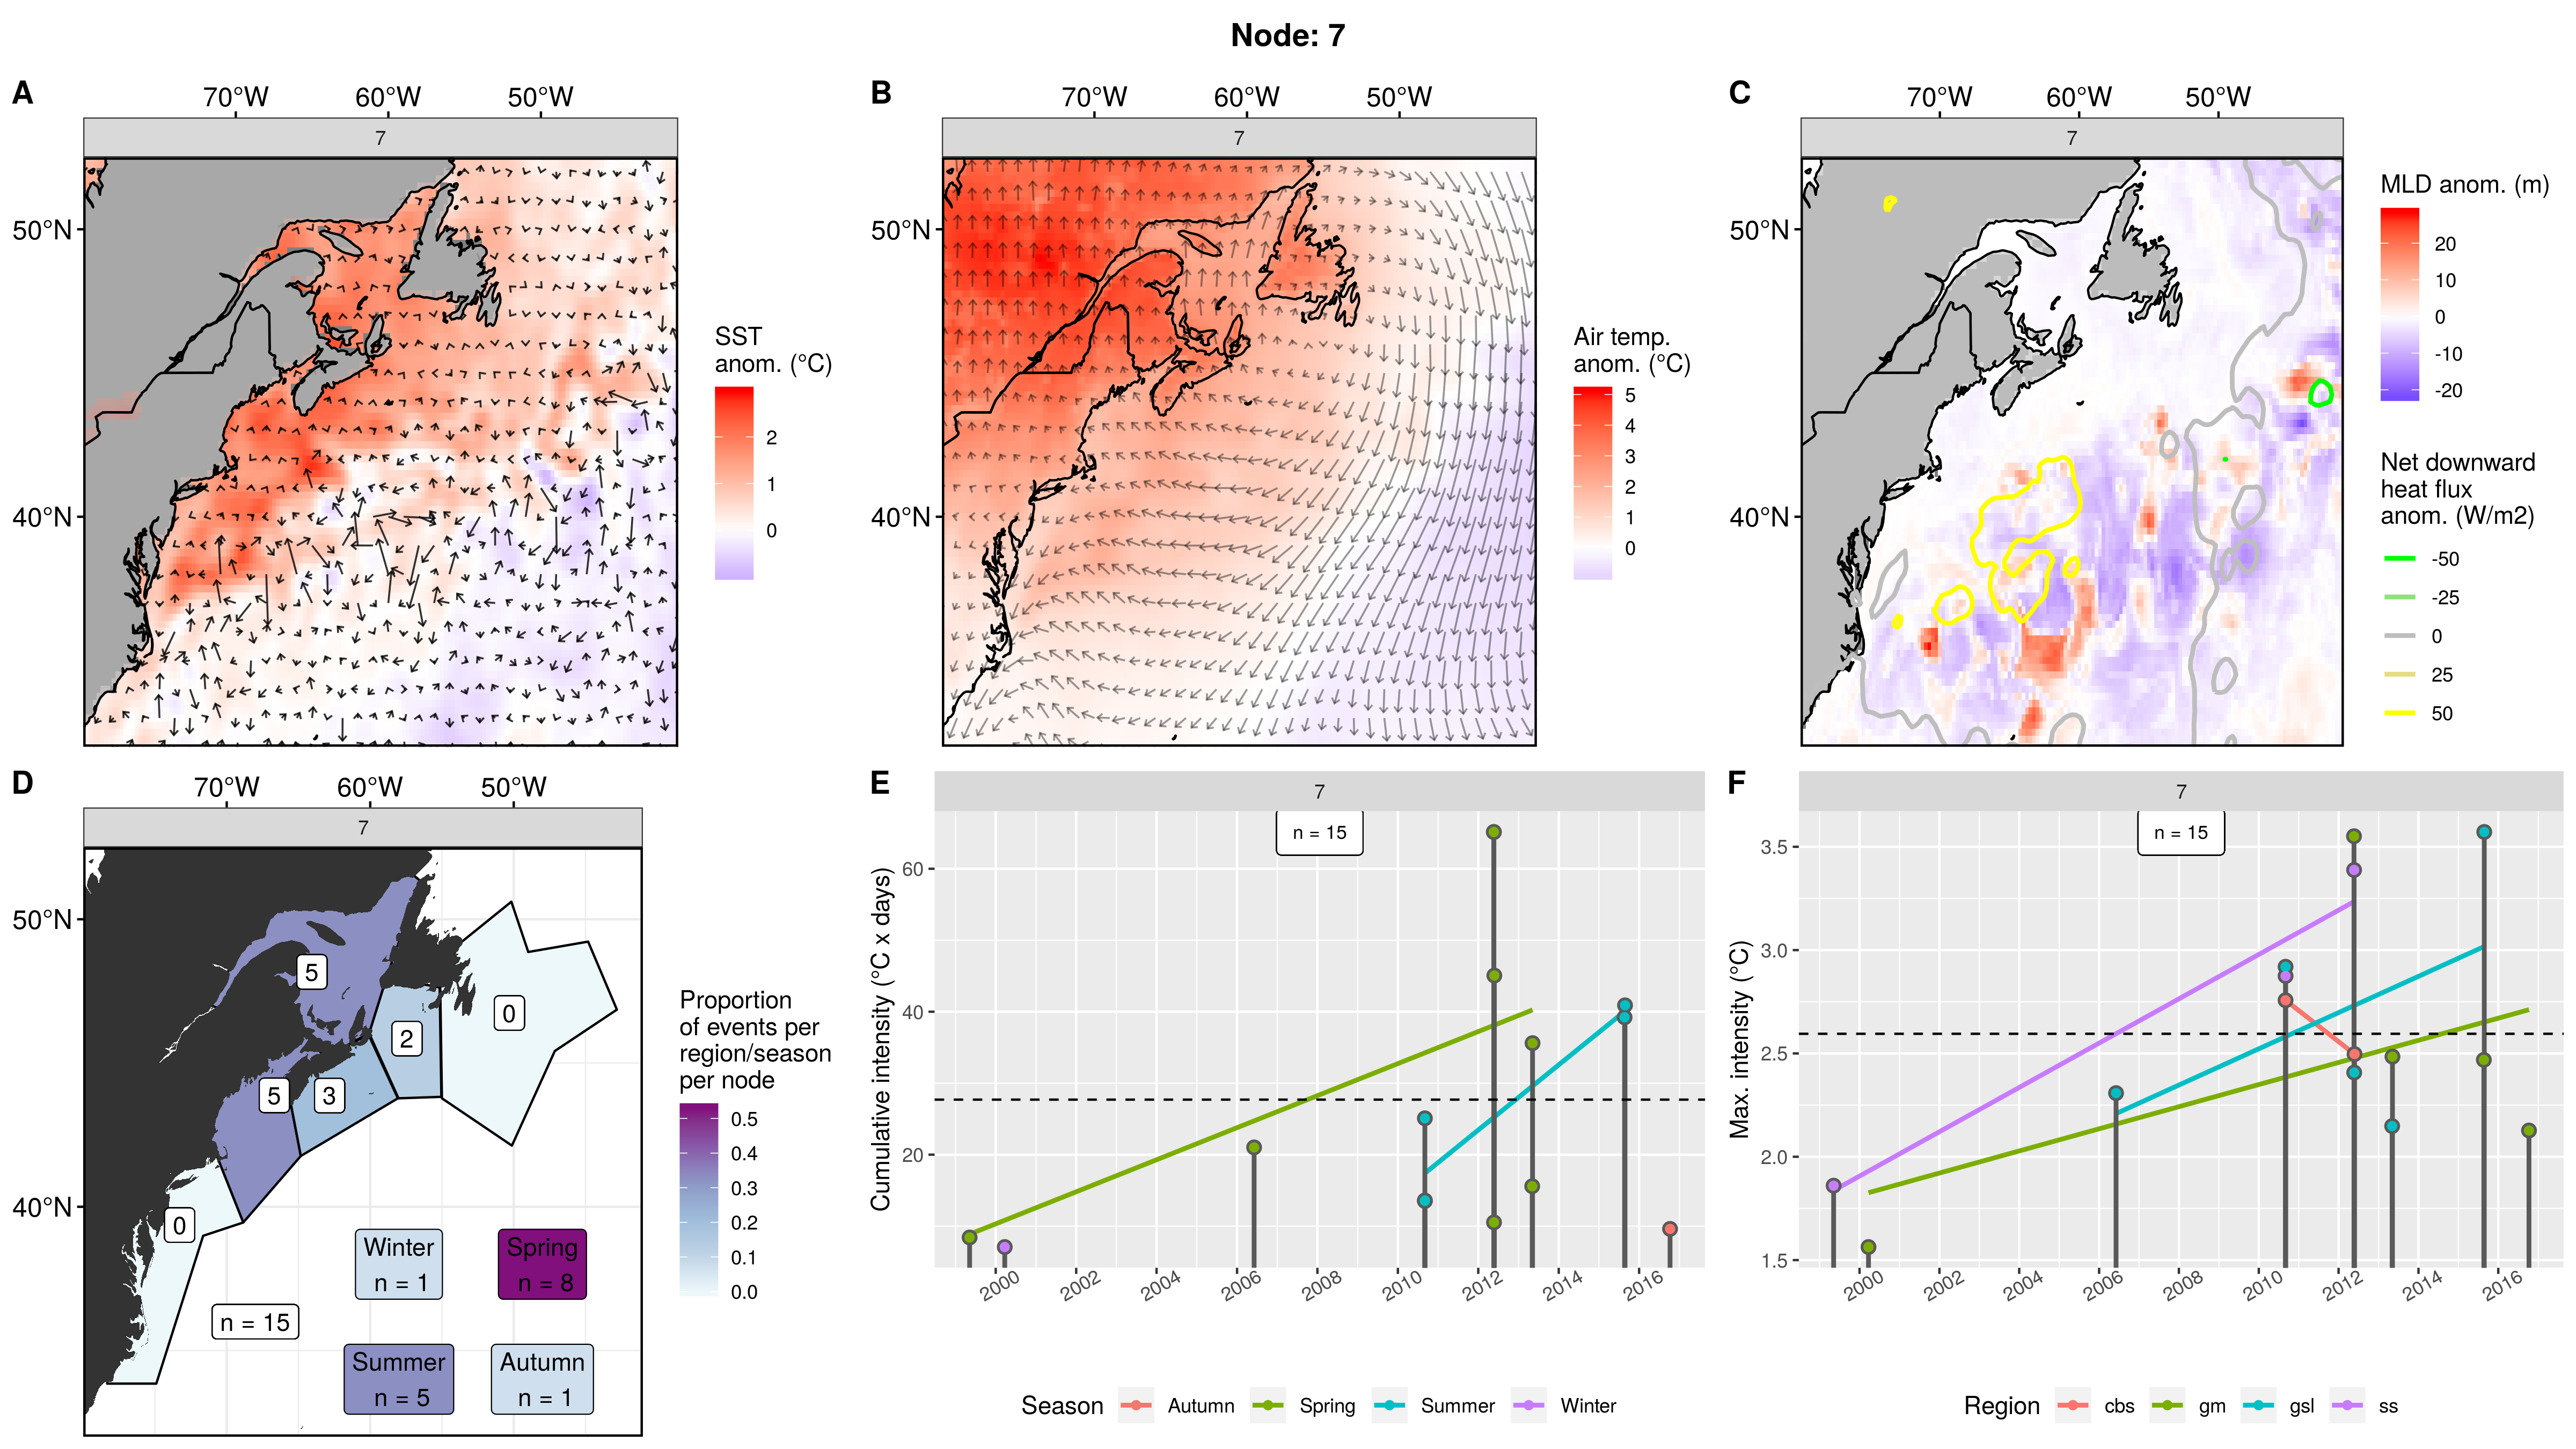 Node: 7
A
70°W 60°W 50°W
7
50°N
40°N
SST
anom. (°C)
2
1
0
B
70°W 60°W 50°W
7
50°N
40°N
Air temp.
anom. (°C)
5
4
3
2
1
0
C
70°W 60°W 50°W
7
50°N
40°N
MLD anom. (m)
20
10
0
-10
-20
Net downward
heat flux
anom. (W/m2)
-50
-25
0
25
50
D
70°W 60°W 50°W
7
50°N
40°N
5
2
0
5
3
0
Winter
n = 1
Spring
n = 8
n = 15
Summer
n = 5
Autumn
n = 1
Proportion
of events per
region/season
per node
0.5
0.4
0.3
0.2
0.1
0.0
E
7
n = 15
Cumulative intensity (°C x days)
60
40
20
2000 2002 2004 2006 2008 2010 2012 2014 2016
Season Autumn Spring Summer Winter
F
7
n = 15
Max. intensity (°C)
3.5
3.0
2.5
2.0
1.5
2000 2002 2004 2006 2008 2010 2012 2014 2016
Region cbs gm gsl ss